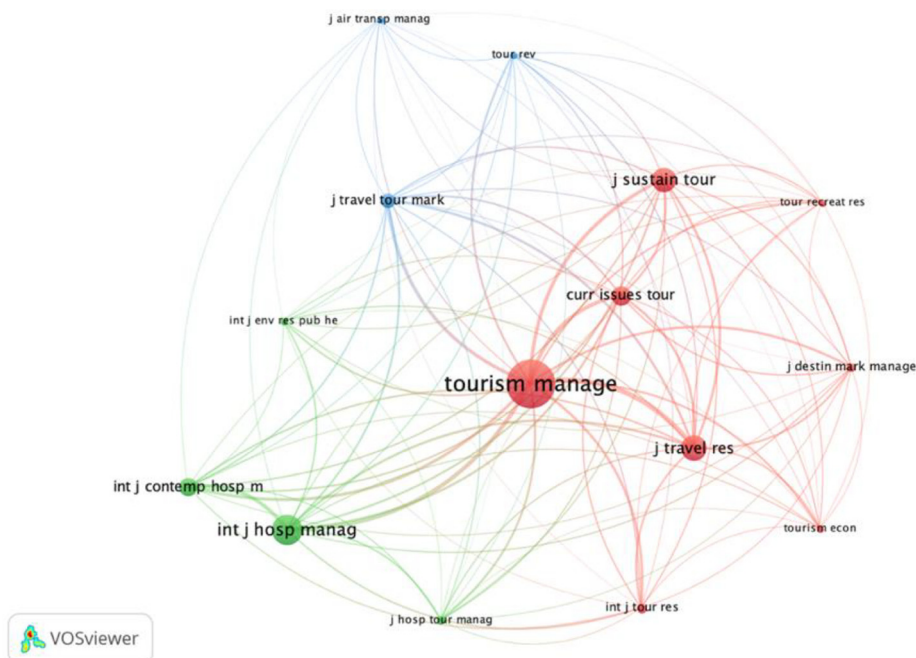 j air transp manag
tour rev
j sustain tour
j travel tour mark
tour recreat res
curr issues tour
int j env res pub he
j destin mark manage
tourism manage
j travel res
int j contemp hosp m
int j hosp manag
tourism econ
int j tour res
j hosp tour manag
VOSviewer